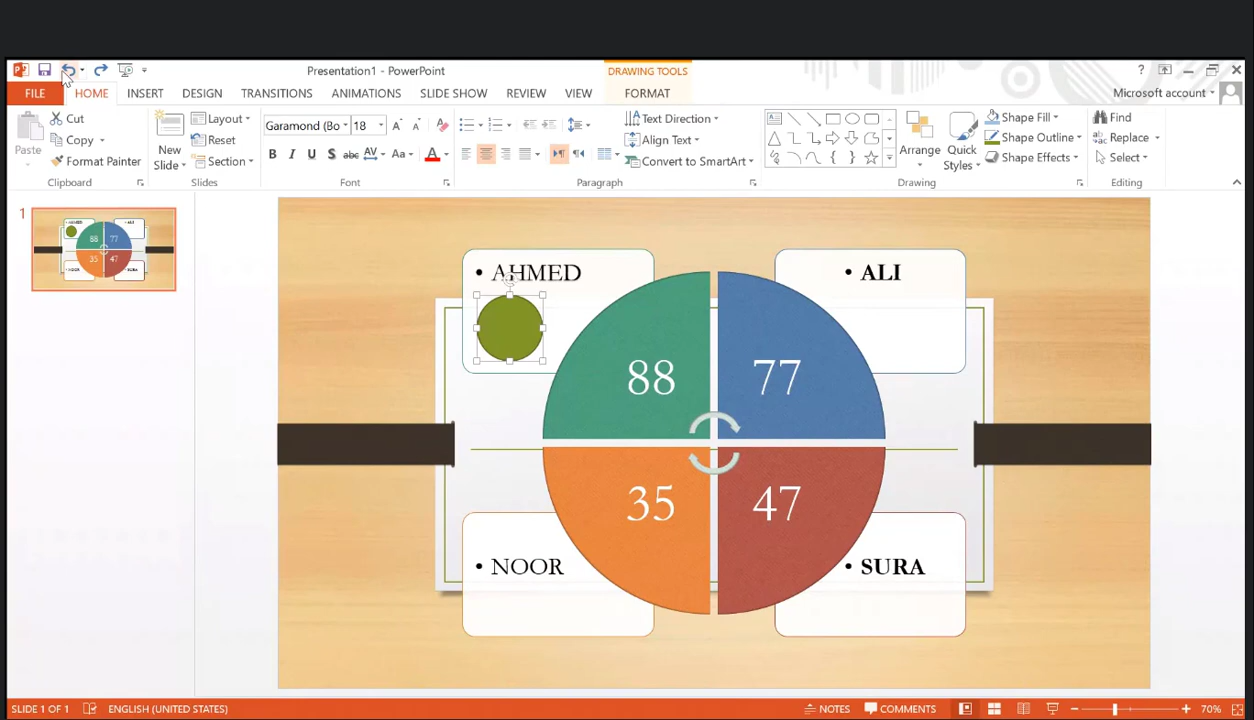 Presentation1 - PowerPoint
DRAWING TOOLS
?
FILE
HOME
INSERT
DESIGN
TRANSITIONS
ANIMATIONS
SLIDE SHOW
REVIEW
VIEW
FORMAT
Microsoft account
Paste
Cut
Copy
Format Painter
Clipboard
New
Slide
Layout
Reset
Section
Slides
Garamond (Bo
18
B I U S abc AV Aa A
Font
Text Direction
Align Text
Convert to SmartArt
Paragraph
Arrange
Quick
Styles
Shape Fill
Shape Outline
Shape Effects
Drawing
Find
Replace
Select
Editing
1
• AHMED
• ALI
88
77
35
47
• NOOR
• SURA
SLIDE 1 OF 1
ENGLISH (UNITED STATES)
NOTES
COMMENTS
70%